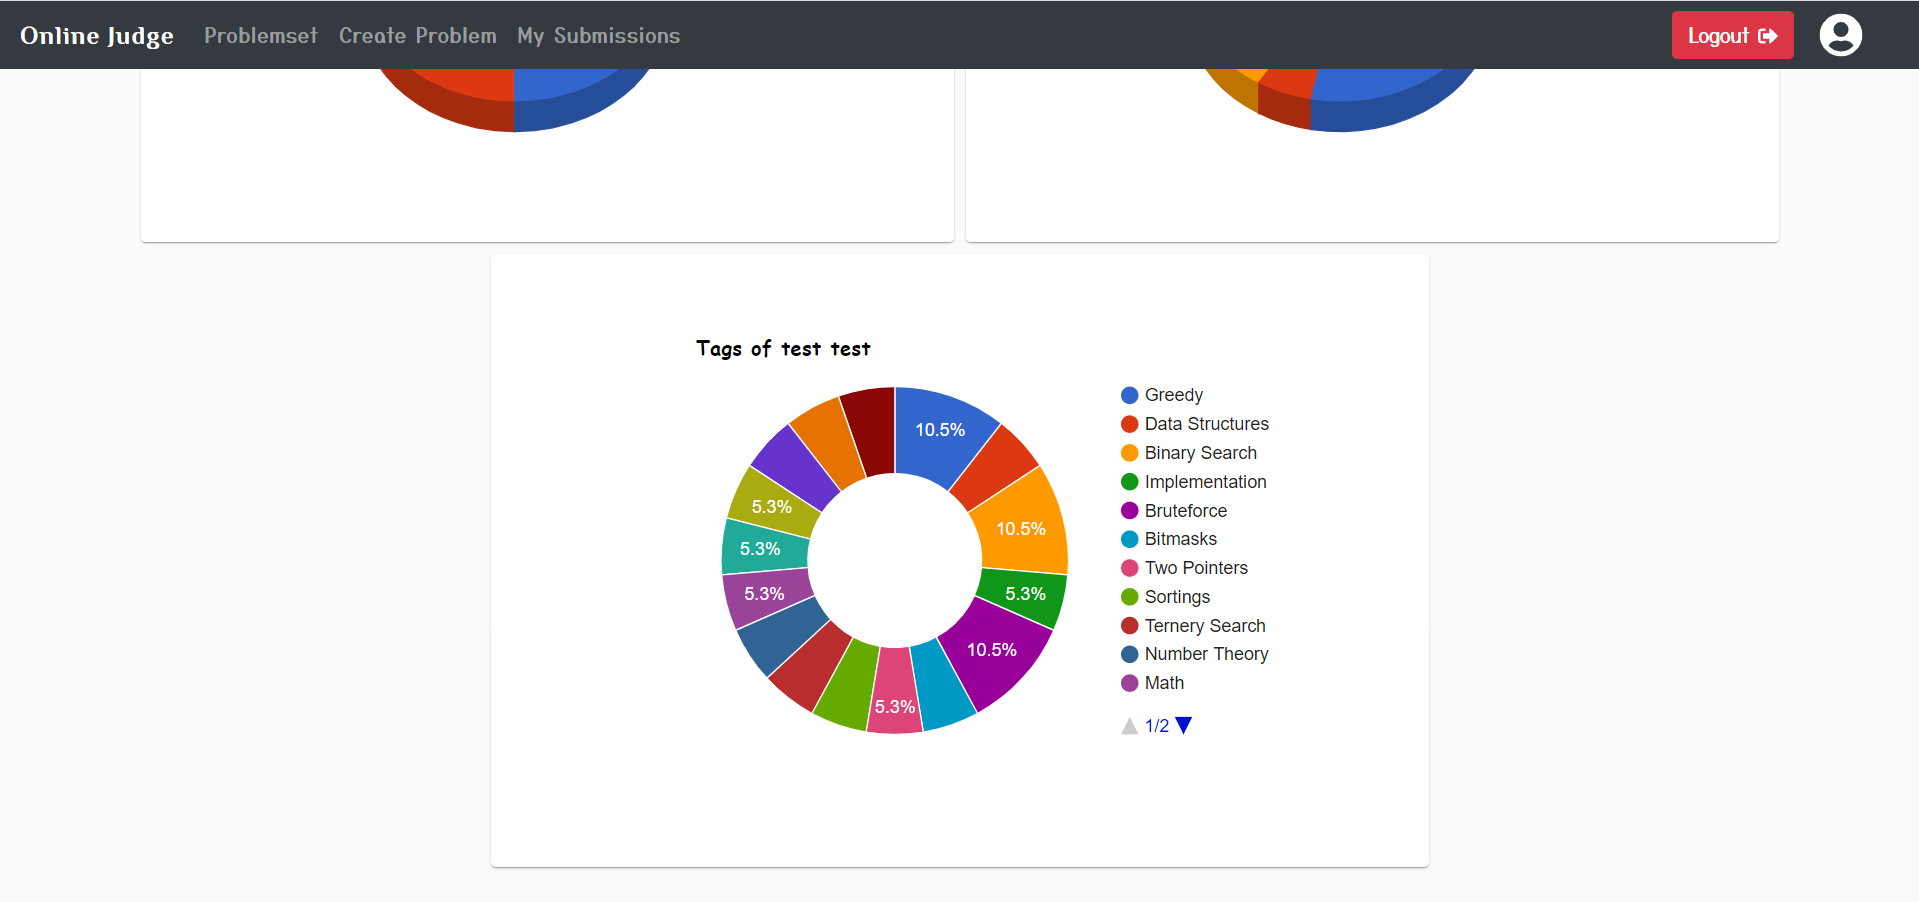 Online Judge Problemset Create Problem My Submissions Logout
Tags of test test
10.5%
10.5%
5.3%
10.5%
5.3%
5.3%
5.3%
5.3%
Greedy
Data Structures
Binary Search
Implementation
Bruteforce
Bitmasks
Two Pointers
Sortings
Ternery Search
Number Theory
Math
1/2